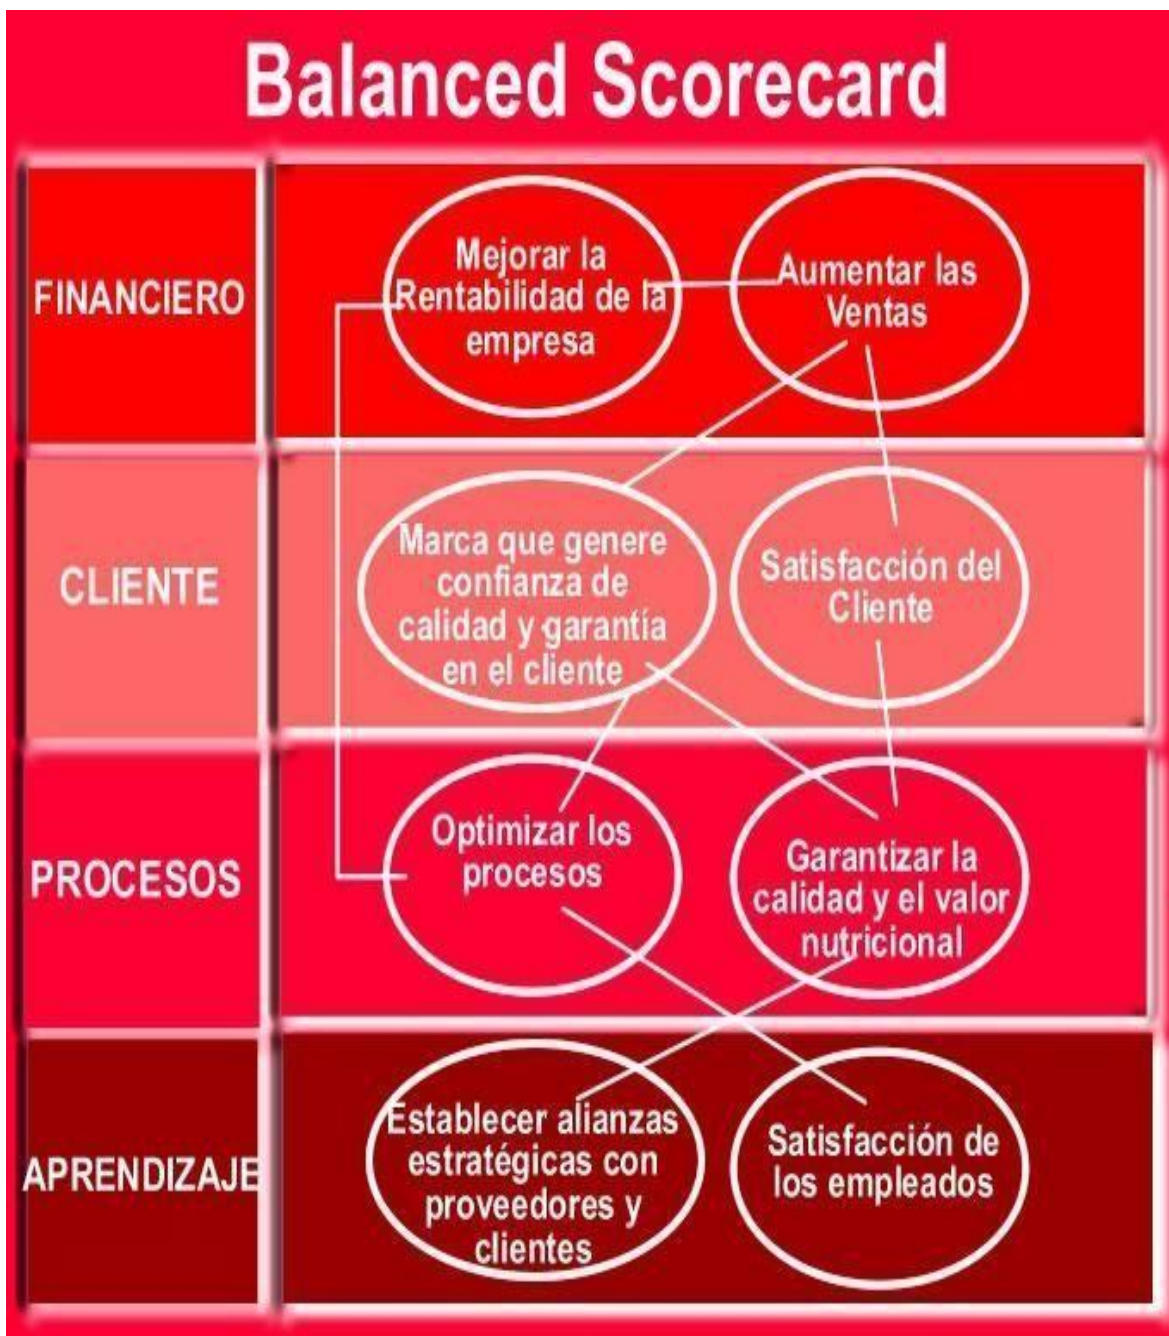 Balanced Scorecard
FINANCIERO
Mejorar la
Rentabilidad de la
empresa
Aumentar las
Ventas
CLIENTE
Marca que genere
confianza de
calidad y garantía
en el cliente
Satisfacción del
Cliente
PROCESOS
Optimizar los
procesos
Garantizar la
calidad y el valor
nutricional
APRENDIZAJE
Establecer alianzas
estratégicas con
proveedores y
clientes
Satisfacción de
los empleados